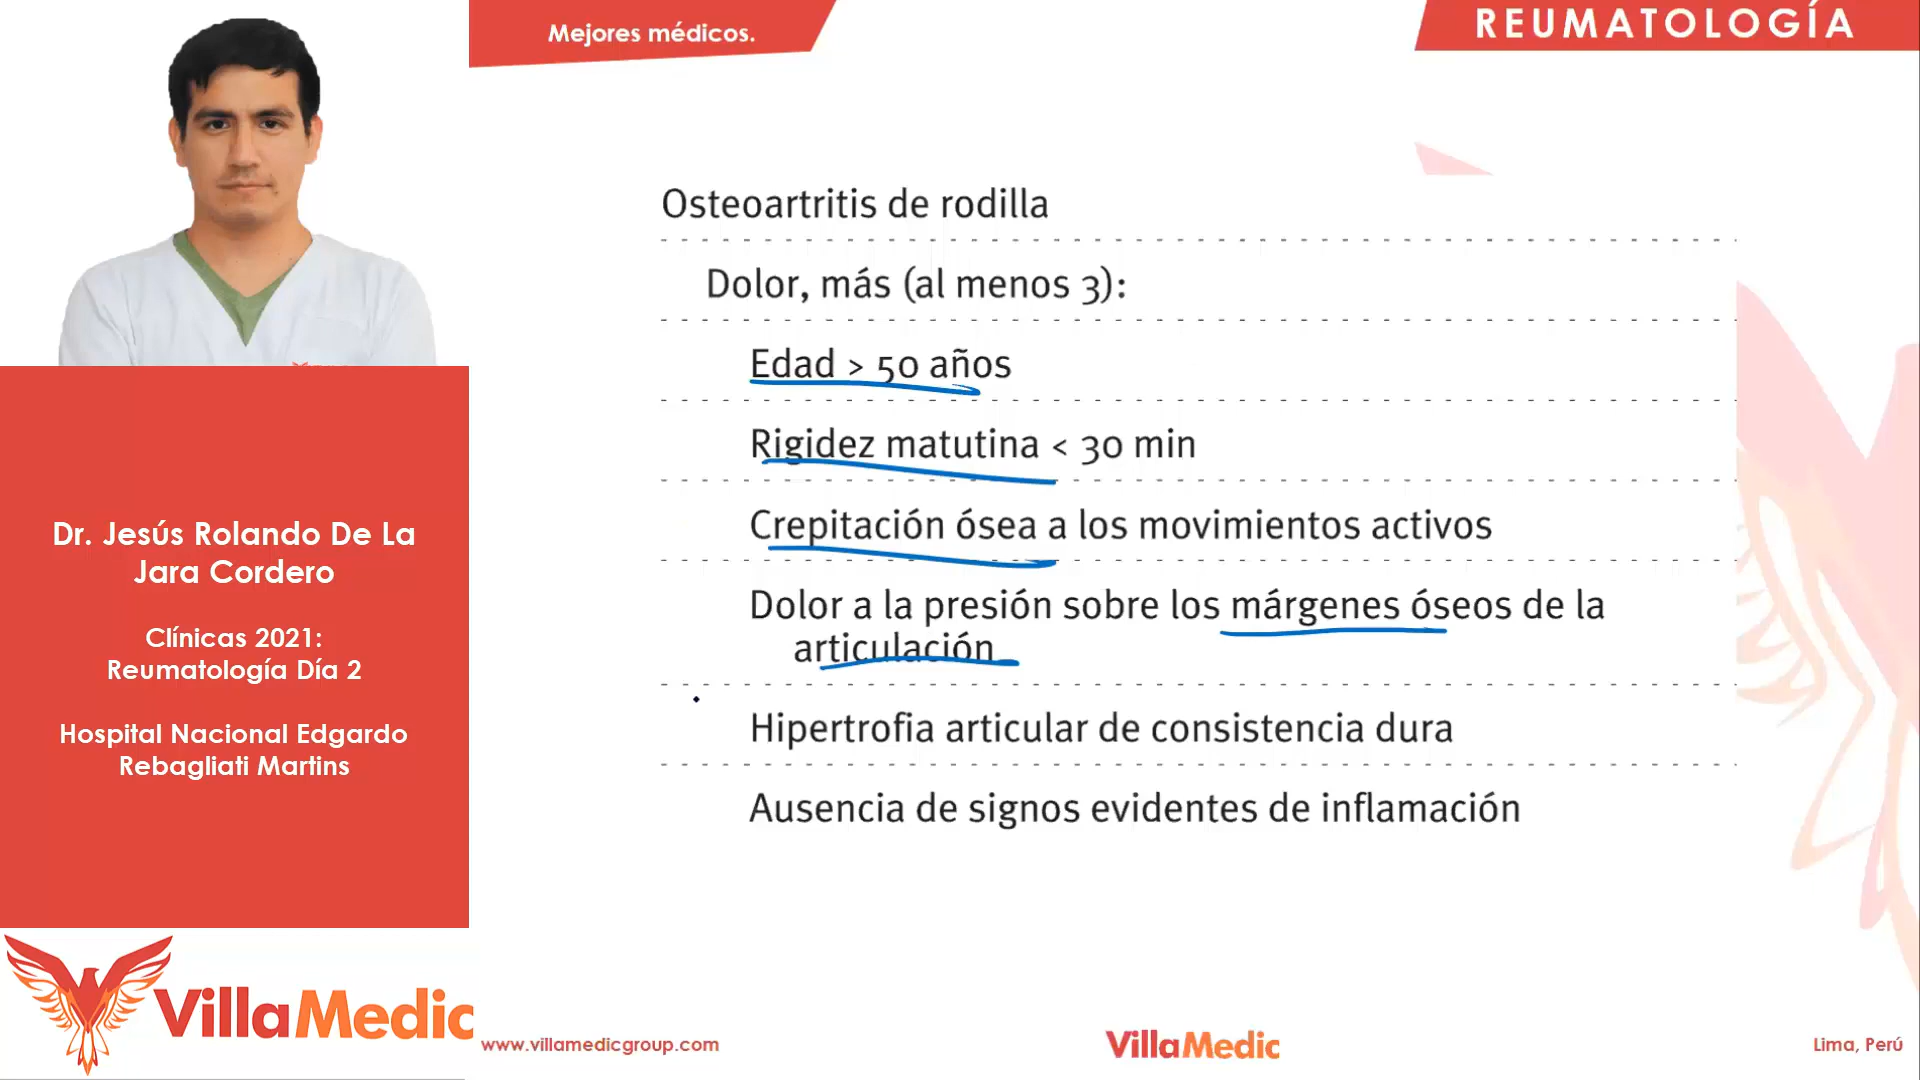 Mejores médicos.
REUMATOLOGÍA
Osteoartritis de rodilla
Dolor, más (al menos 3):
Edad > 50 años
Rigidez matutina < 30 min
Crepitación ósea a los movimientos activos
Dolor a la presión sobre los márgenes óseos de la
articulación
Hipertrofia articular de consistencia dura
Ausencia de signos evidentes de inflamación
Dr. Jesús Rolando De La
Jara Cordero
Clínicas 2021:
Reumatología Día 2
Hospital Nacional Edgardo
Rebagliati Martins
VillaMedic
www.villamedicgroup.com
VillaMedic
Lima, Perú